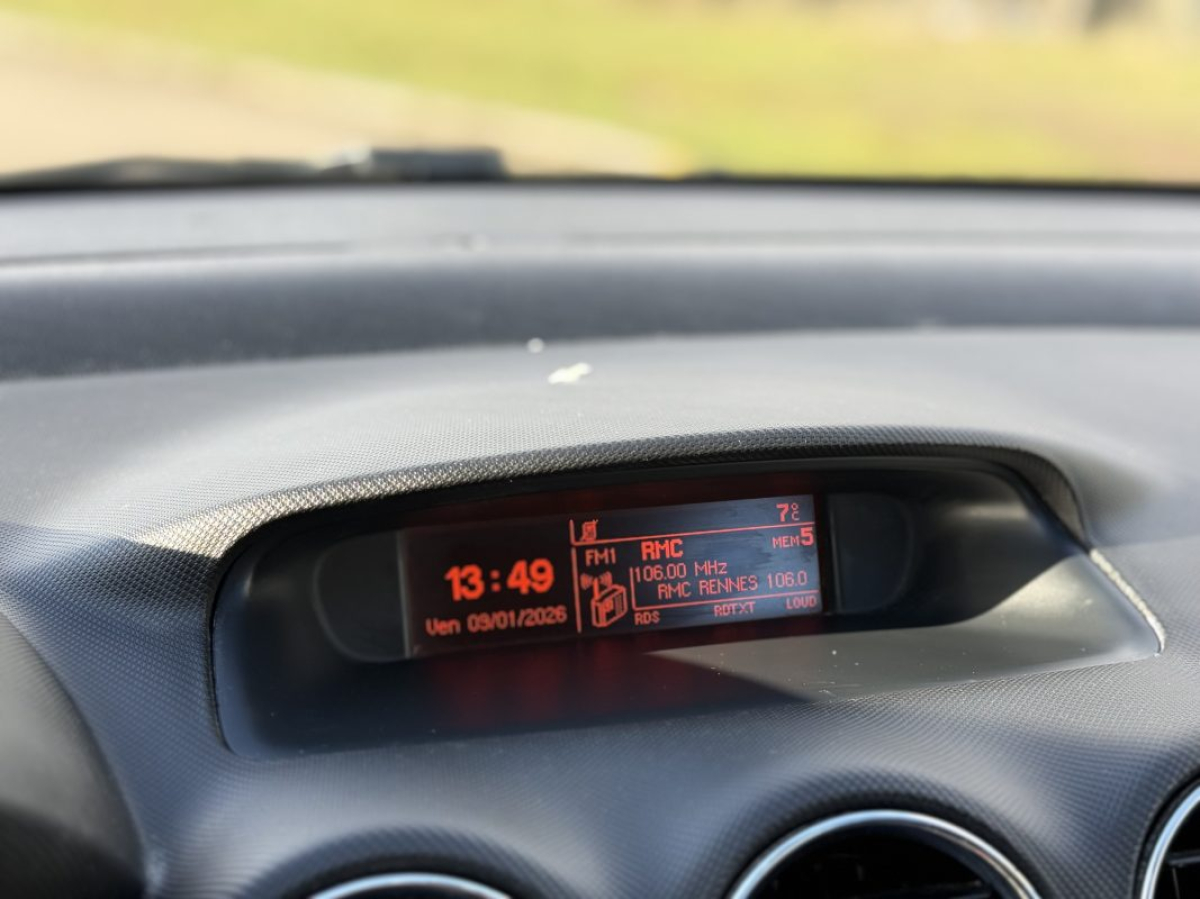 7°C
FM1 RMC MEM5
13:49
106.00 MHz
RMC RENNES 106.0
Ven 09/01/2026
RDS RDTXT LOUD